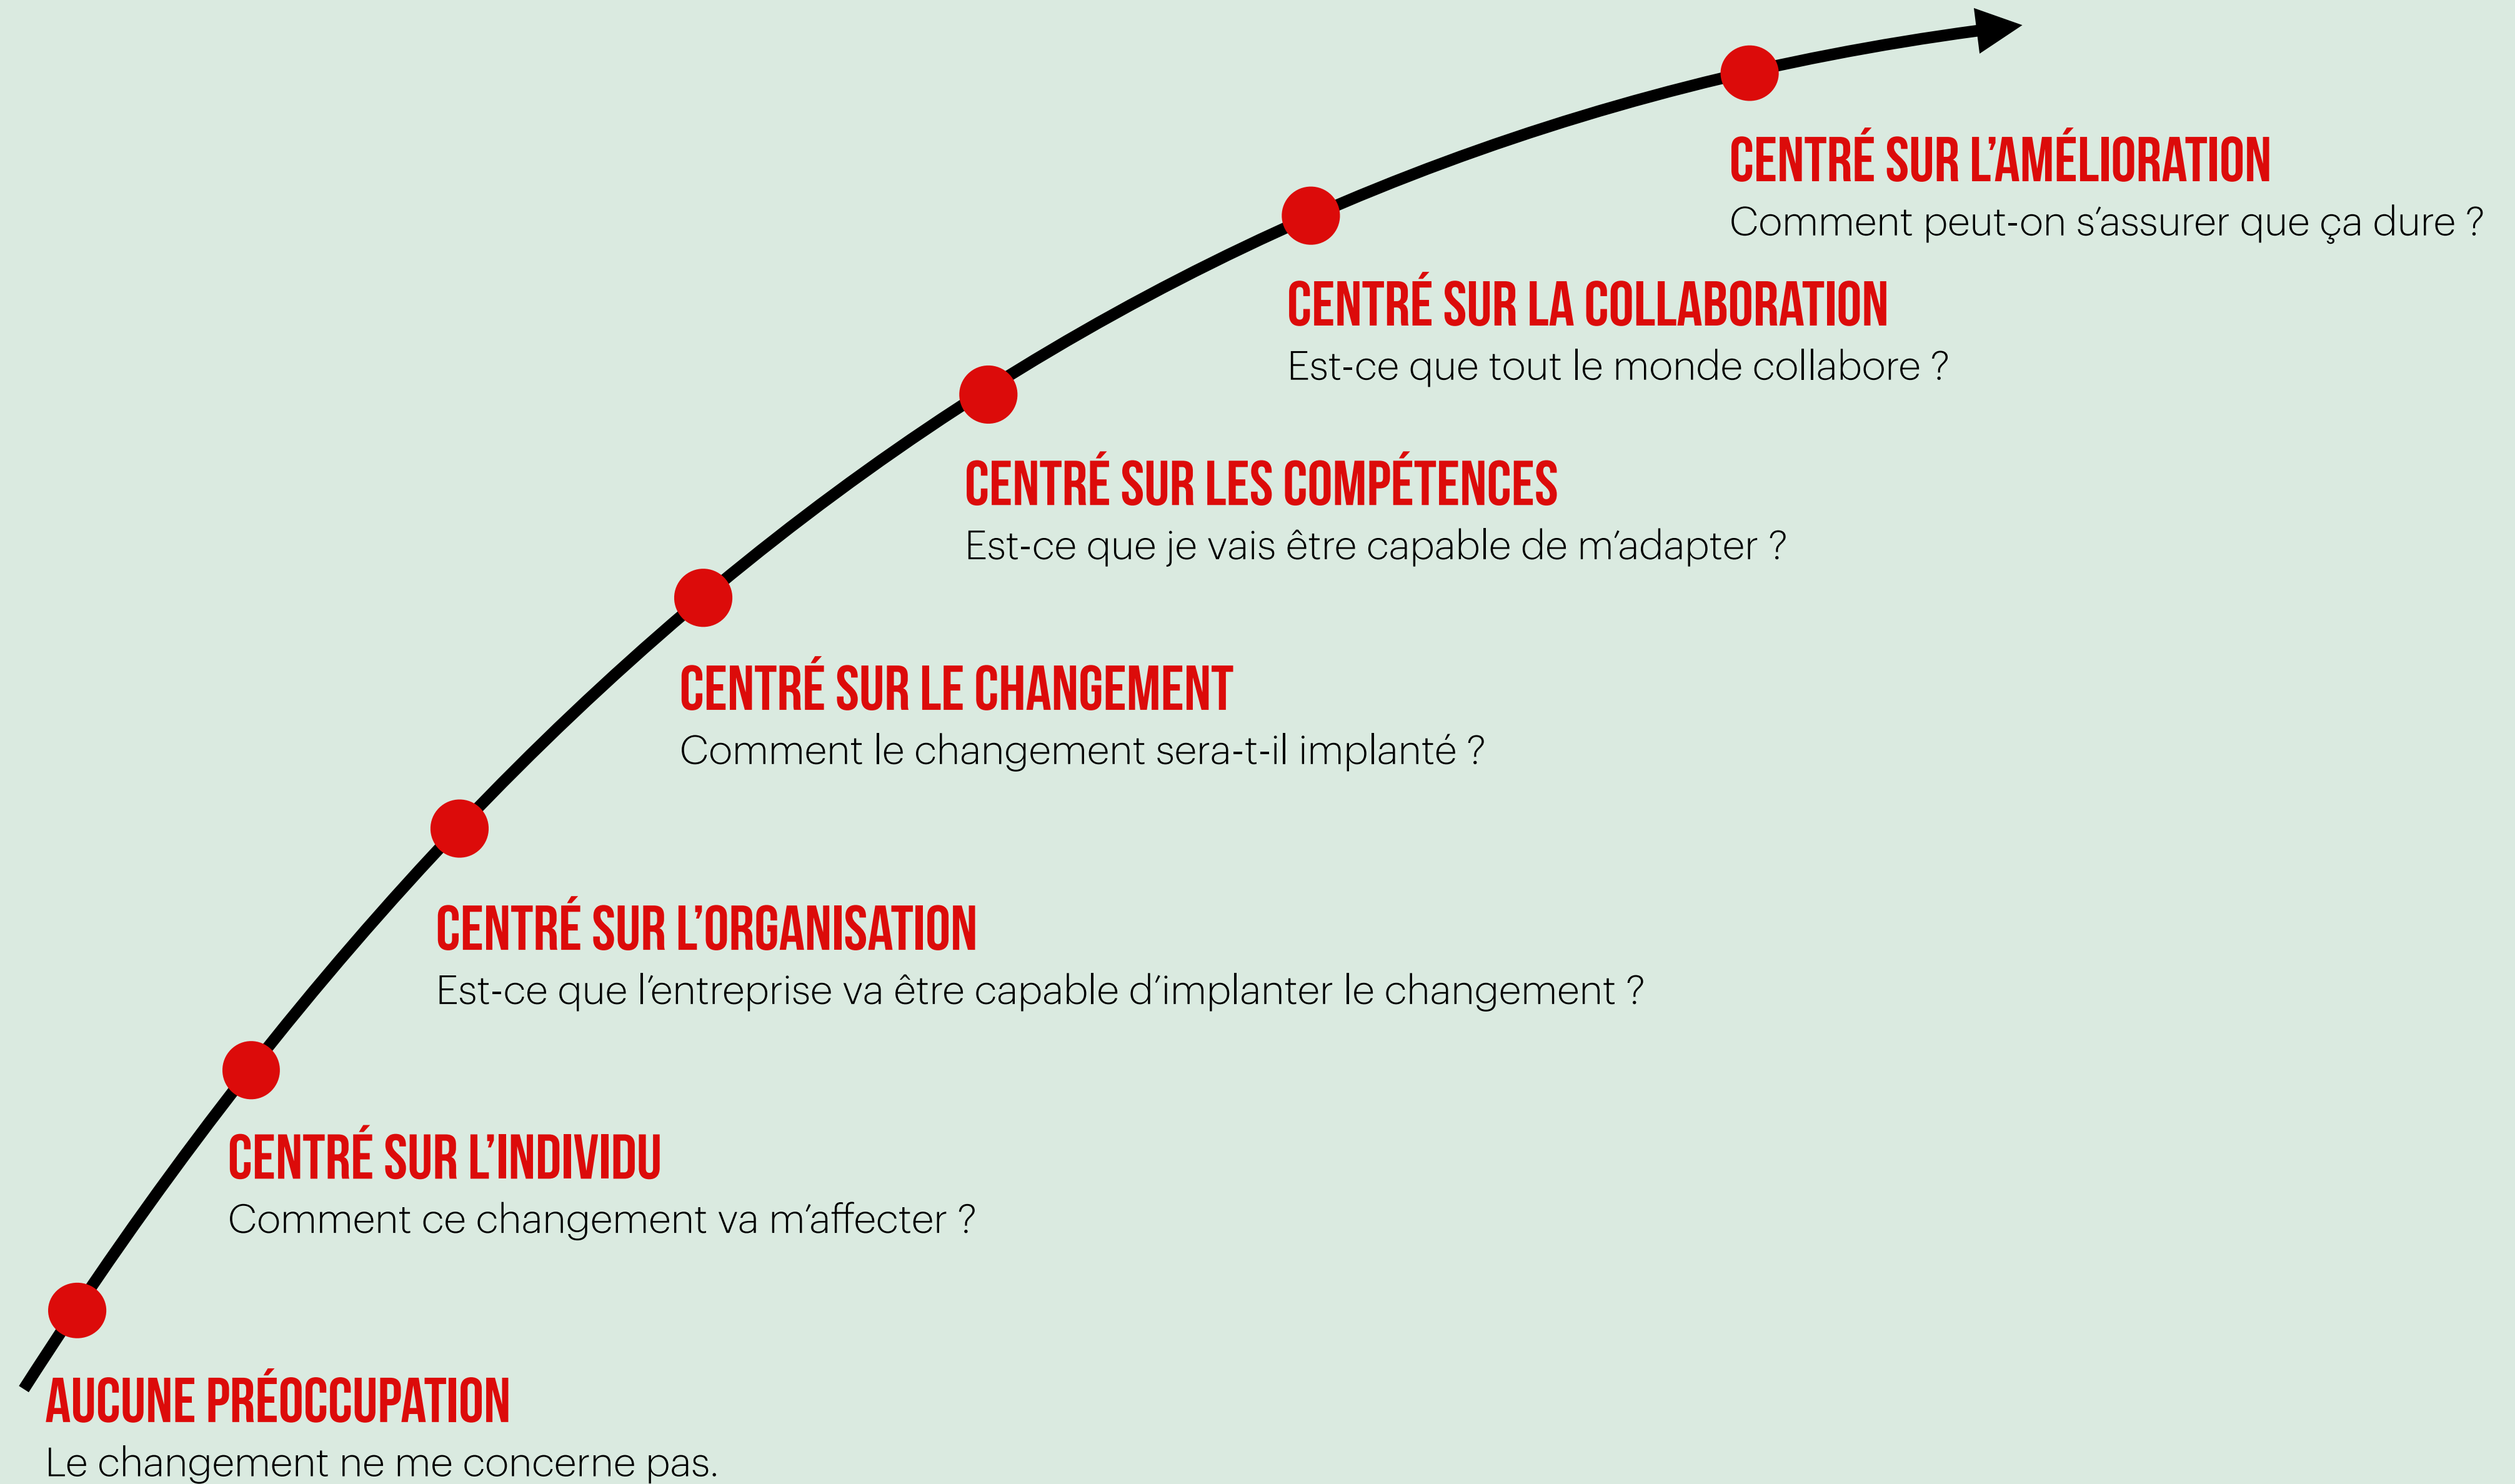 CENTRÉ SUR L’AMÉLIORATION
Comment peut-on s’assurer que ça dure ?
CENTRÉ SUR LA COLLABORATION
Est-ce que tout le monde collabore ?
CENTRÉ SUR LES COMPÉTENCES
Est-ce que je vais être capable de m’adapter ?
CENTRÉ SUR LE CHANGEMENT
Comment le changement sera-t-il implanté ?
CENTRÉ SUR L’ORGANISATION
Est-ce que l’entreprise va être capable d’implanter le changement ?
CENTRÉ SUR L’INDIVIDU
Comment ce changement va m’affecter ?
AUCUNE PRÉOCCUPATION
Le changement ne me concerne pas.